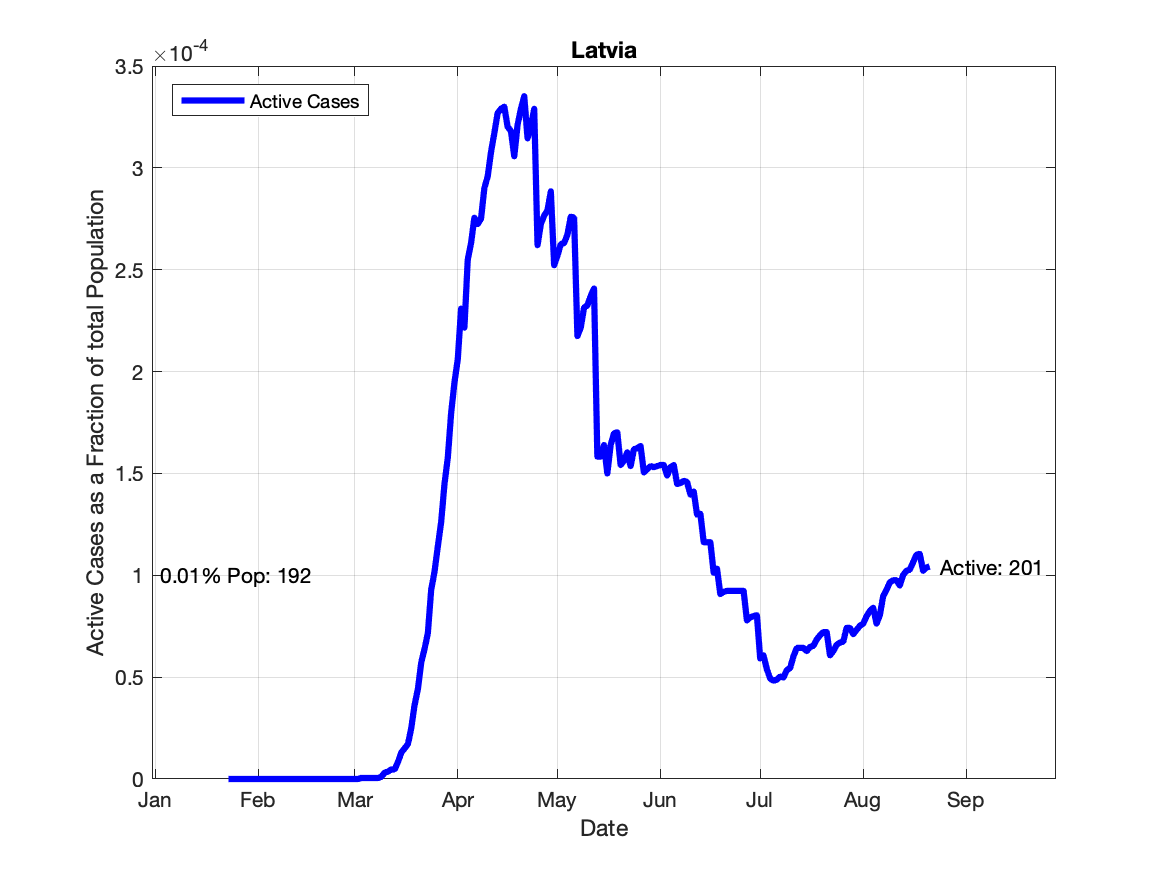 Latvia
×10-4
Active Cases
3.5
3
2.5
2
1.5
1
0.5
0
Active Cases as a Fraction of total Population
0.01% Pop: 192
Active: 201
Jan Feb Mar Apr May Jun Jul Aug Sep
Date